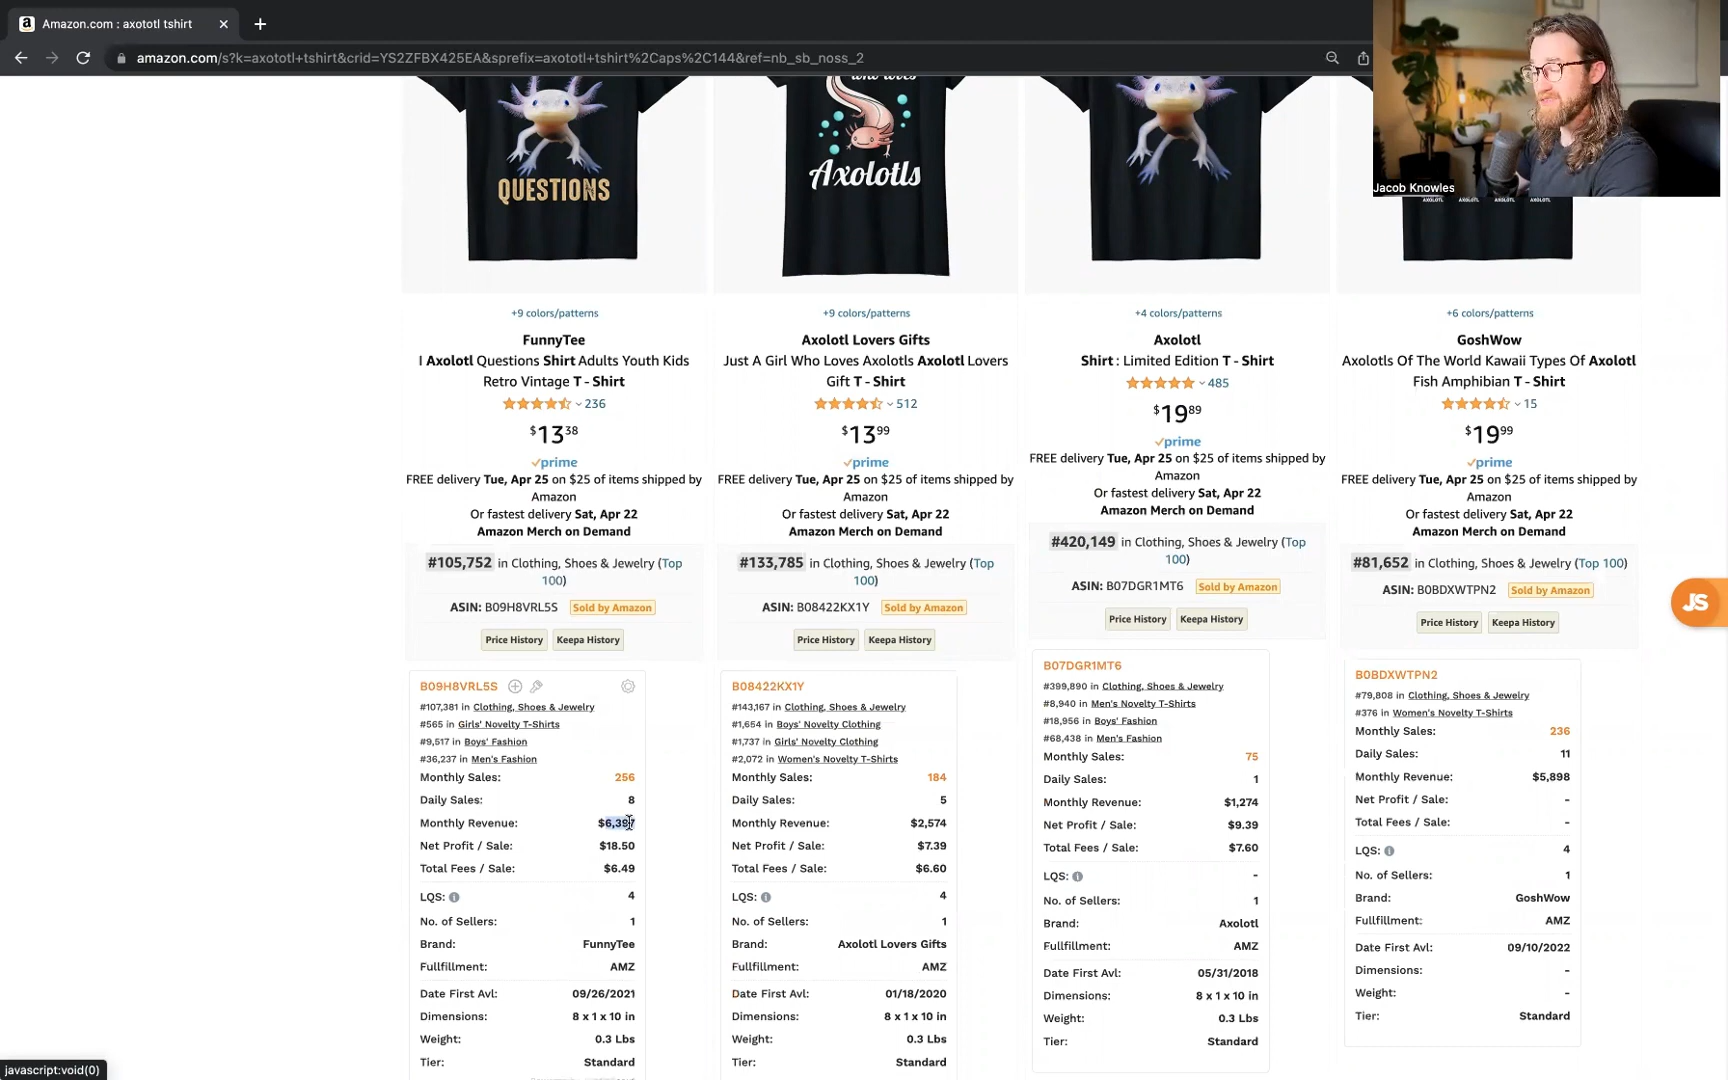 Amazon.com : axototl tshirt
amazon.com/s?k=axototl+tshirt&crid=YS2ZFBX425EA&sprefix=axototl+tshirt%2Caps%2C144&ref=nb_sb_noss_2
Jacob Knowles
QUESTIONS
who loves
Axolotls
AXOLOTL AXOLOTL AXOLOTL AXOLOTL
+9 colors/patterns
FunnyTee
I Axolotl Questions Shirt Adults Youth Kids
Retro Vintage T - Shirt
236
$13 38
prime
FREE delivery Tue, Apr 25 on $25 of items shipped by
Amazon
Or fastest delivery Sat, Apr 22
Amazon Merch on Demand
#105,752 in Clothing, Shoes & Jewelry (Top
100)
ASIN: B09H8VRL5S Sold by Amazon
Price History Keepa History
B09H8VRL5S
#107,381 in Clothing, Shoes & Jewelry
#565 in Girls' Novelty T-Shirts
#9,517 in Boys' Fashion
#36,237 in Men's Fashion
Monthly Sales: 256
Daily Sales: 8
Monthly Revenue:
Net Profit / Sale: $18.50
Total Fees / Sale: $6.49
LQS: 4
No. of Sellers: 1
Brand: FunnyTee
Fullfillment: AMZ
Date First Avl: 09/26/2021
Dimensions: 8 x 1 x 10 in
Weight: 0.3 Lbs
Tier: Standard
+9 colors/patterns
Axolotl Lovers Gifts
Just A Girl Who Loves Axolotls Axolotl Lovers
Gift T - Shirt
512
$13 99
prime
FREE delivery Tue, Apr 25 on $25 of items shipped by
Amazon
Or fastest delivery Sat, Apr 22
Amazon Merch on Demand
#133,785 in Clothing, Shoes & Jewelry (Top
100)
ASIN: B08422KX1Y Sold by Amazon
Price History Keepa History
B08422KX1Y
#143,167 in Clothing, Shoes & Jewelry
#1,654 in Boys' Novelty Clothing
#1,737 in Girls' Novelty Clothing
#2,072 in Women's Novelty T-Shirts
Monthly Sales: 184
Daily Sales: 5
Monthly Revenue: $2,574
Net Profit / Sale: $7.39
Total Fees / Sale: $6.60
LQS: 4
No. of Sellers: 1
Brand: Axolotl Lovers Gifts
Fullfillment: AMZ
Date First Avl: 01/18/2020
Dimensions: 8 x 1 x 10 in
Weight: 0.3 Lbs
Tier: Standard
+4 colors/patterns
Axolotl
Shirt : Limited Edition T - Shirt
485
$19 89
prime
FREE delivery Tue, Apr 25 on $25 of items shipped by
Amazon
Or fastest delivery Sat, Apr 22
Amazon Merch on Demand
#420,149 in Clothing, Shoes & Jewelry (Top
100)
ASIN: B07DGR1MT6 Sold by Amazon
Price History Keepa History
B07DGR1MT6
#399,890 in Clothing, Shoes & Jewelry
#8,940 in Men's Novelty T-Shirts
#18,956 in Boys' Fashion
#68,438 in Men's Fashion
Monthly Sales: 75
Daily Sales: 1
Monthly Revenue: $1,274
Net Profit / Sale: $9.39
Total Fees / Sale: $7.60
LQS: -
No. of Sellers: 1
Brand: Axolotl
Fullfillment: AMZ
Date First Avl: 05/31/2018
Dimensions: 8 x 1 x 10 in
Weight: 0.3 Lbs
Tier: Standard
+6 colors/patterns
GoshWow
Axolotls Of The World Kawaii Types Of Axolotl
Fish Amphibian T - Shirt
15
$19 99
prime
FREE delivery Tue, Apr 25 on $25 of items shipped by
Amazon
Or fastest delivery Sat, Apr 22
Amazon Merch on Demand
#81,652 in Clothing, Shoes & Jewelry (Top 100)
ASIN: B0BDXWTPN2 Sold by Amazon
Price History Keepa History
B0BDXWTPN2
#79,808 in Clothing, Shoes & Jewelry
#376 in Women's Novelty T-Shirts
Monthly Sales: 236
Daily Sales: 11
Monthly Revenue: $5,898
Net Profit / Sale: -
Total Fees / Sale: -
LQS: 4
No. of Sellers: 1
Brand: GoshWow
Fullfillment: AMZ
Date First Avl: 09/10/2022
Dimensions: -
Weight: -
Tier: Standard
JS
javascript:void(0)